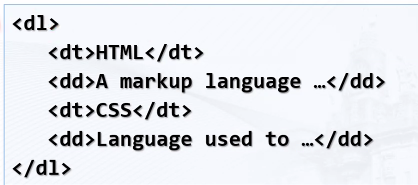 <dl>
<dt>HTML</dt>
<dd>A markup language …</dd>
<dt>CSS</dt>
<dd>Language used to …</dd>
</dl>